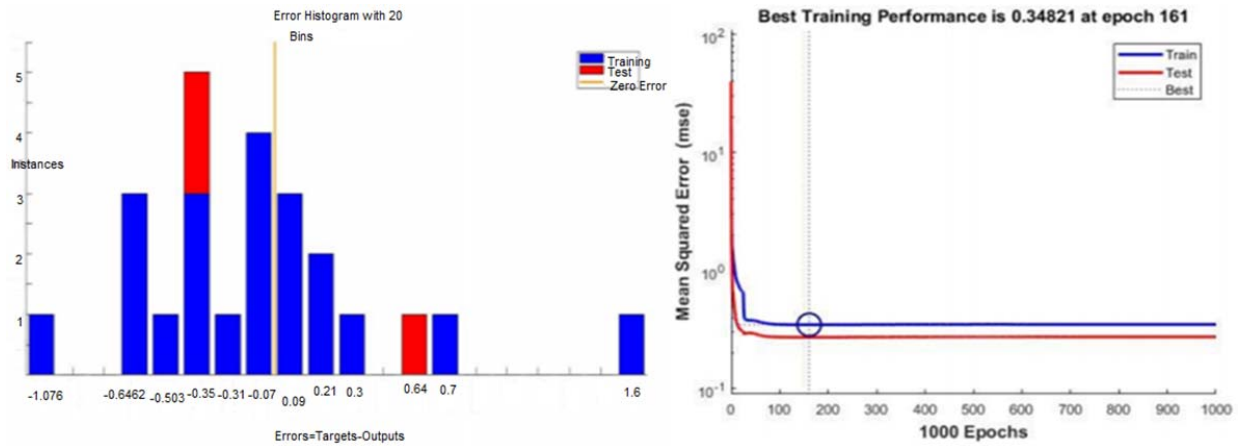 Error Histogram with 20
Bins
Training
Test
Zero Error
5
4
Instances
3
2
1
-1.076
-0.6462
-0.503
-0.35
-0.31
-0.07
0.09
0.21
0.3
0.64
0.7
1.6
Errors=Targets-Outputs
Best Training Performance is 0.34821 at epoch 161
10^2
Train
Test
Best
10^1
Mean Squared Error (mse)
10^0
10^-1
0 100 200 300 400 500 600 700 800 900 1000
1000 Epochs